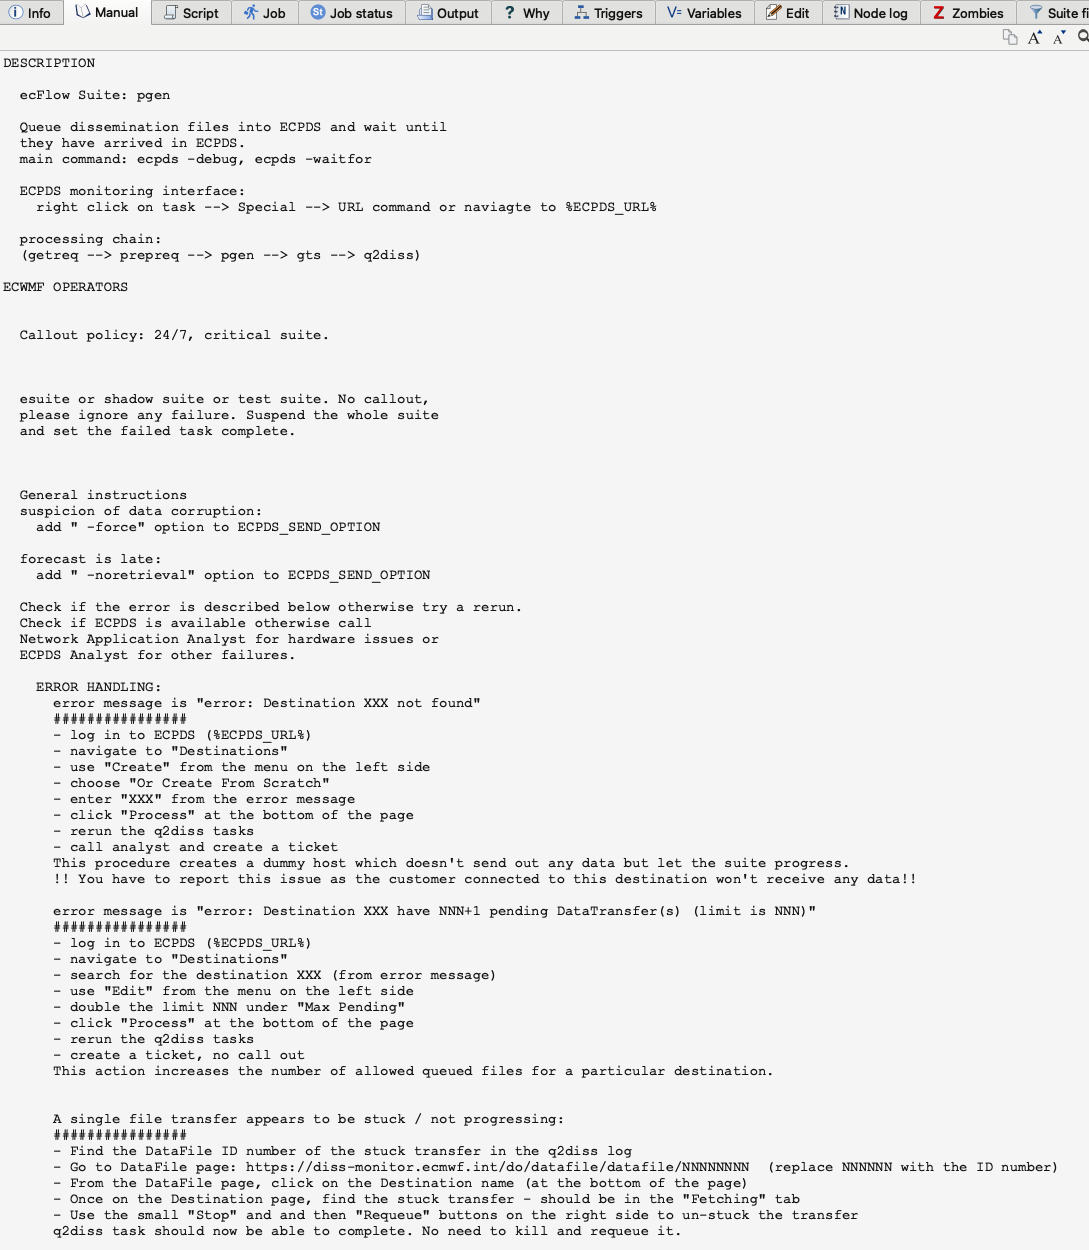 Info Manual Script Job St Job status Output ? Why Triggers V= Variables Edit N Node log Z Zombies Suite fi
A A
DESCRIPTION
ecFlow Suite: pgen
Queue dissemination files into ECPDS and wait until
they have arrived in ECPDS.
main command: ecpds -debug, ecpds -waitfor
ECPDS monitoring interface:
right click on task --> Special --> URL command or naviagte to %ECPDS_URL%
processing chain:
(getreq --> prepreq --> pgen --> gts --> q2diss)
ECWMF OPERATORS
Callout policy: 24/7, critical suite.
esuite or shadow suite or test suite. No callout,
please ignore any failure. Suspend the whole suite
and set the failed task complete.
General instructions
suspicion of data corruption:
add " -force" option to ECPDS_SEND_OPTION
forecast is late:
add " -noretrieval" option to ECPDS_SEND_OPTION
Check if the error is described below otherwise try a rerun.
Check if ECPDS is available otherwise call
Network Application Analyst for hardware issues or
ECPDS Analyst for other failures.
ERROR HANDLING:
error message is "error: Destination XXX not found"
################
- log in to ECPDS (%ECPDS_URL%)
- navigate to "Destinations"
- use "Create" from the menu on the left side
- choose "Or Create From Scratch"
- enter "XXX" from the error message
- click "Process" at the bottom of the page
- rerun the q2diss tasks
- call analyst and create a ticket
This procedure creates a dummy host which doesn't send out any data but let the suite progress.
!! You have to report this issue as the customer connected to this destination won't receive any data!!
error message is "error: Destination XXX have NNN+1 pending DataTransfer(s) (limit is NNN)"
################
- log in to ECPDS (%ECPDS_URL%)
- navigate to "Destinations"
- search for the destination XXX (from error message)
- use "Edit" from the menu on the left side
- double the limit NNN under "Max Pending"
- click "Process" at the bottom of the page
- rerun the q2diss tasks
- create a ticket, no call out
This action increases the number of allowed queued files for a particular destination.
A single file transfer appears to be stuck / not progressing:
################
- Find the DataFile ID number of the stuck transfer in the q2diss log
- Go to DataFile page: https://diss-monitor.ecmwf.int/do/datafile/datafile/NNNNNNNN (replace NNNNNN with the ID number)
- From the DataFile page, click on the Destination name (at the bottom of the page)
- Once on the Destination page, find the stuck transfer - should be in the "Fetching" tab
- Use the small "Stop" and and then "Requeue" buttons on the right side to un-stuck the transfer
q2diss task should now be able to complete. No need to kill and requeue it.